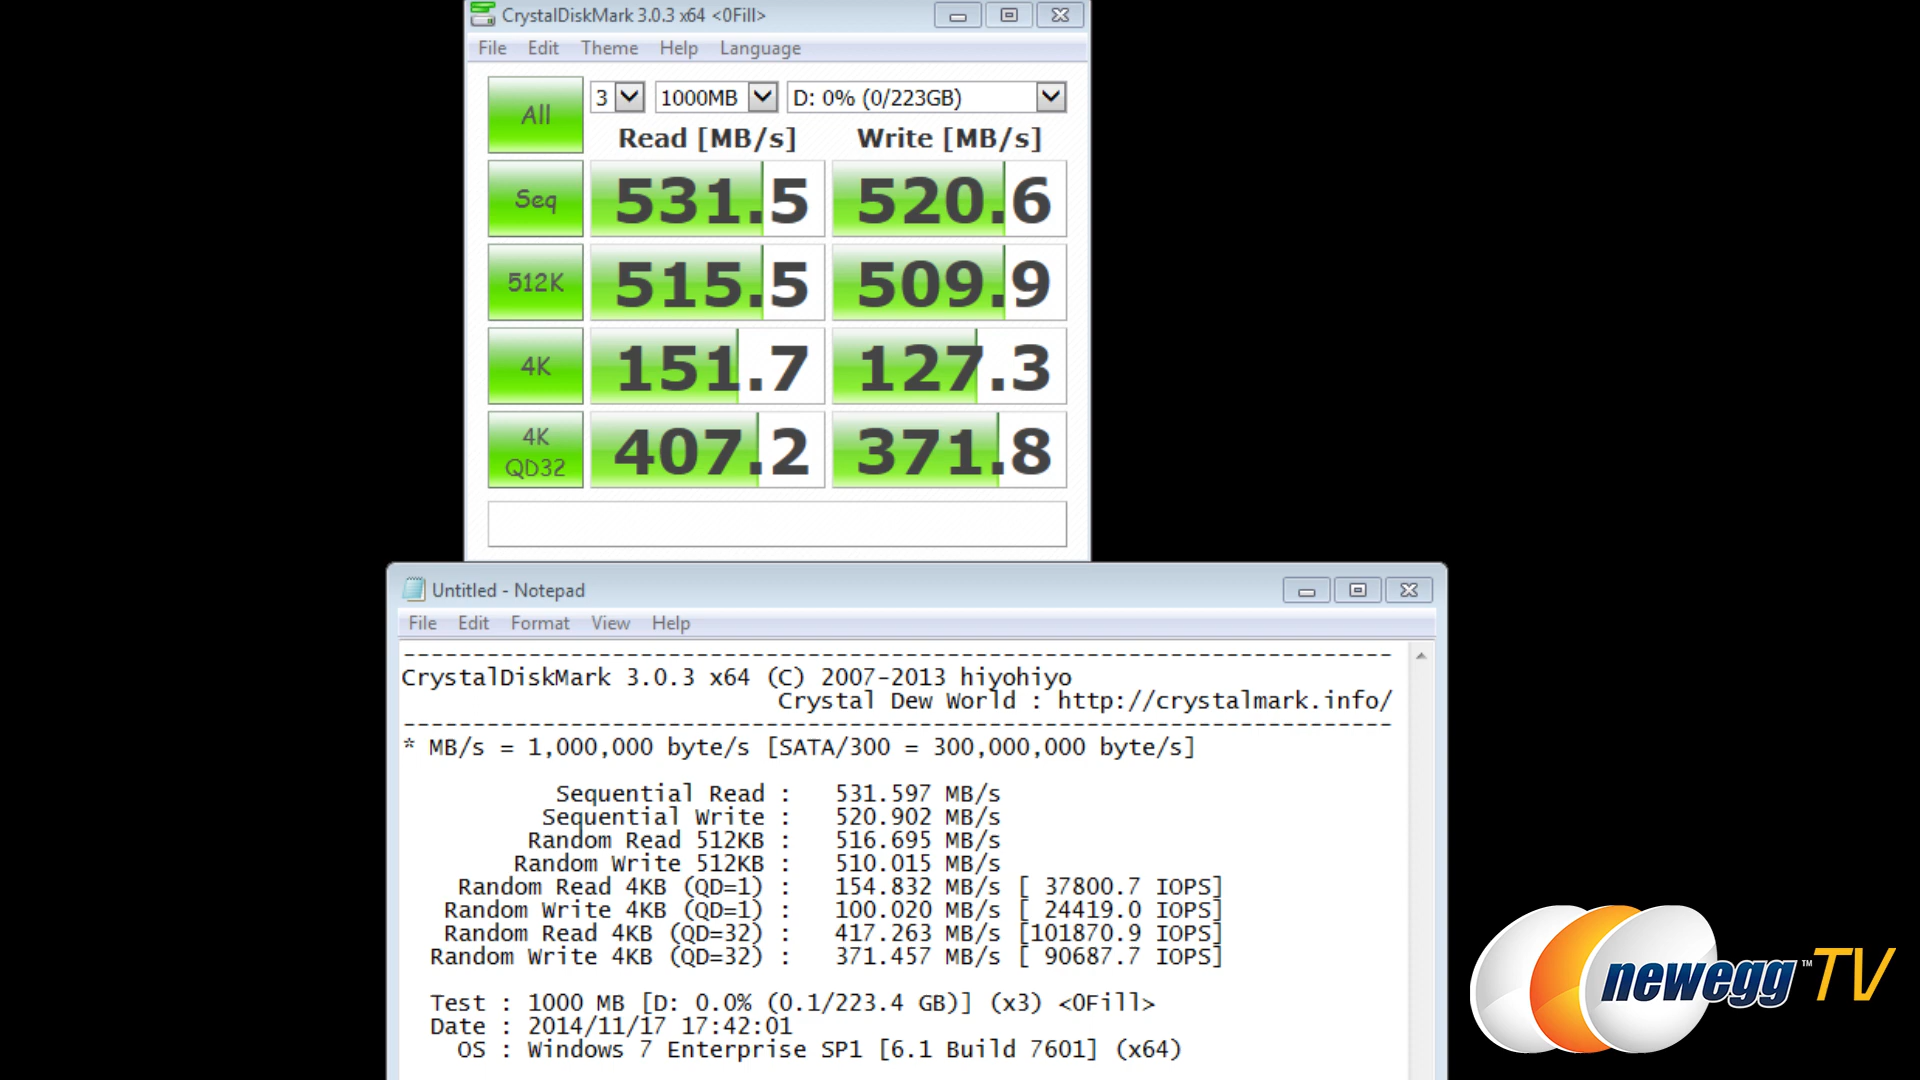 CrystalDiskMark 3.0.3 x64 <0Fill>
File Edit Theme Help Language
All 3 1000MB D: 0% (0/223GB)
Read [MB/s] Write [MB/s]
Seq 531.5 520.6
512K 515.5 509.9
4K 151.7 127.3
4K
QD32 407.2 371.8
Untitled - Notepad
File Edit Format View Help
--------------------------------------------------------------------------------
CrystalDiskMark 3.0.3 x64 (C) 2007-2013 hiyohiyo
Crystal Dew World : http://crystalmark.info/
--------------------------------------------------------------------------------
* MB/s = 1,000,000 byte/s [SATA/300 = 300,000,000 byte/s]
Sequential Read : 531.597 MB/s
Sequential Write : 520.902 MB/s
Random Read 512KB : 516.695 MB/s
Random Write 512KB : 510.015 MB/s
Random Read 4KB (QD=1) : 154.832 MB/s [ 37800.7 IOPS]
Random Write 4KB (QD=1) : 100.020 MB/s [ 24419.0 IOPS]
Random Read 4KB (QD=32) : 417.263 MB/s [101870.9 IOPS]
Random Write 4KB (QD=32) : 371.457 MB/s [ 90687.7 IOPS]
Test : 1000 MB [D: 0.0% (0.1/223.4 GB)] (x3) <0Fill>
Date : 2014/11/17 17:42:01
OS : Windows 7 Enterprise SP1 [6.1 Build 7601] (x64)
newegg™ TV